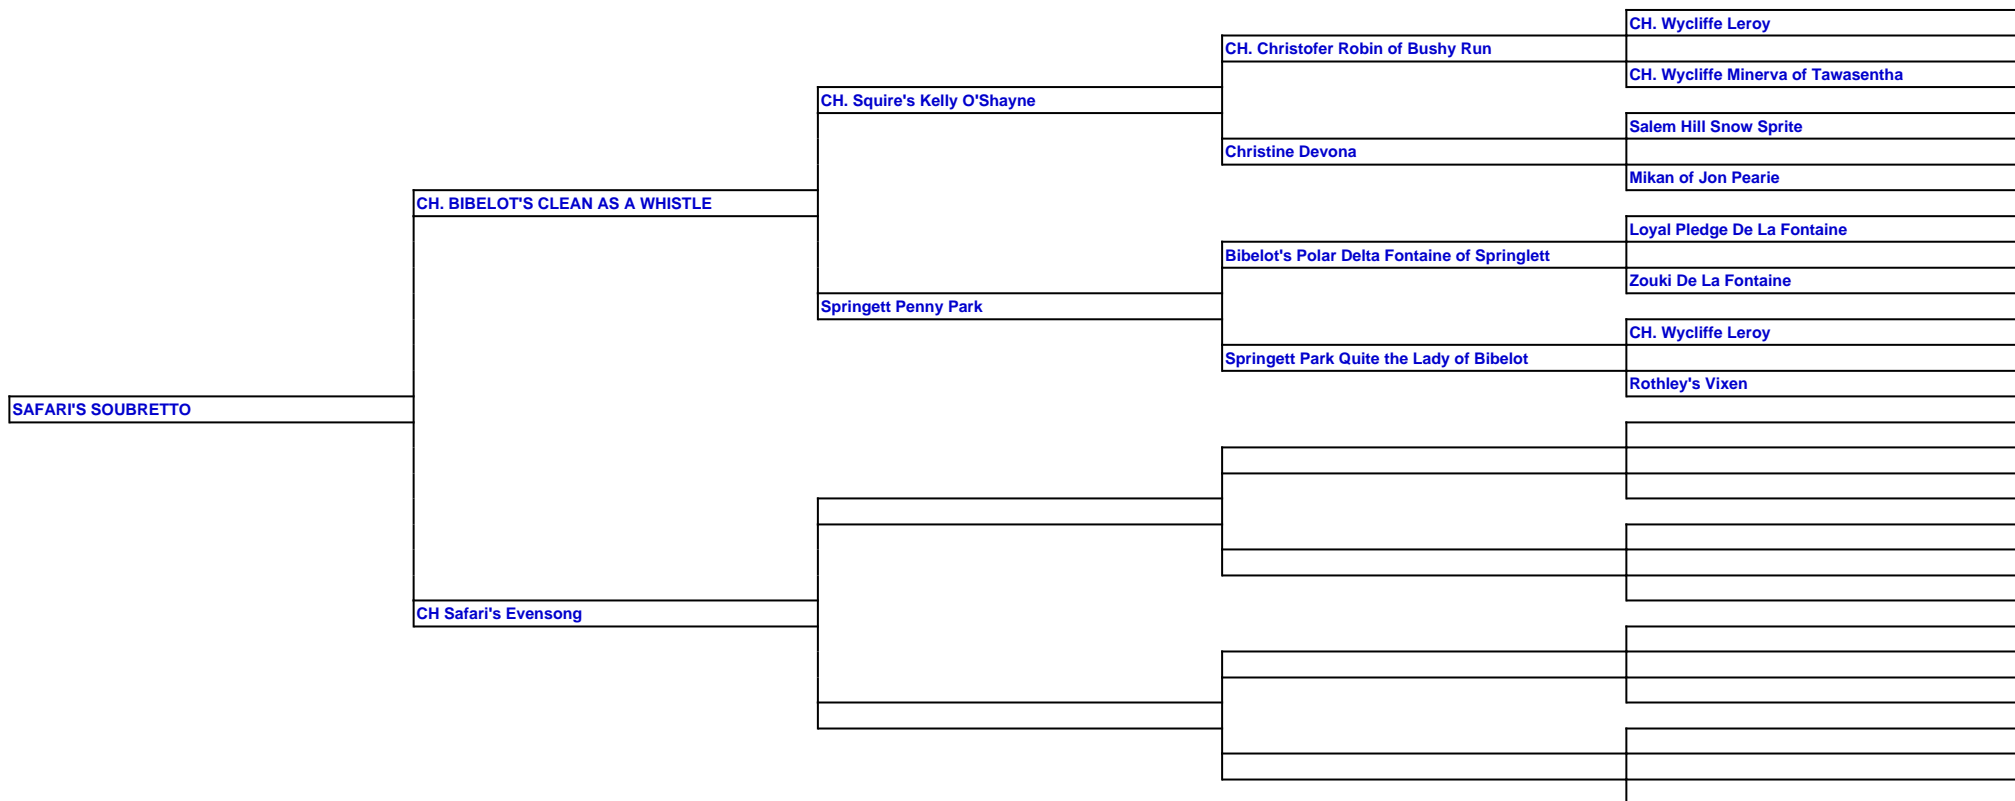 CH. Wycliffe Leroy
CH. Christofer Robin of Bushy Run
CH. Wycliffe Minerva of Tawasentha
CH. Squire's Kelly O'Shayne
Salem Hill Snow Sprite
Christine Devona
Mikan of Jon Pearie
CH. BIBELOT'S CLEAN AS A WHISTLE
Loyal Pledge De La Fontaine
Bibelot's Polar Delta Fontaine of Springlett
Zouki De La Fontaine
Springett Penny Park
CH. Wycliffe Leroy
Springett Park Quite the Lady of Bibelot
Rothley's Vixen
SAFARI'S SOUBRETTO
CH Safari's Evensong